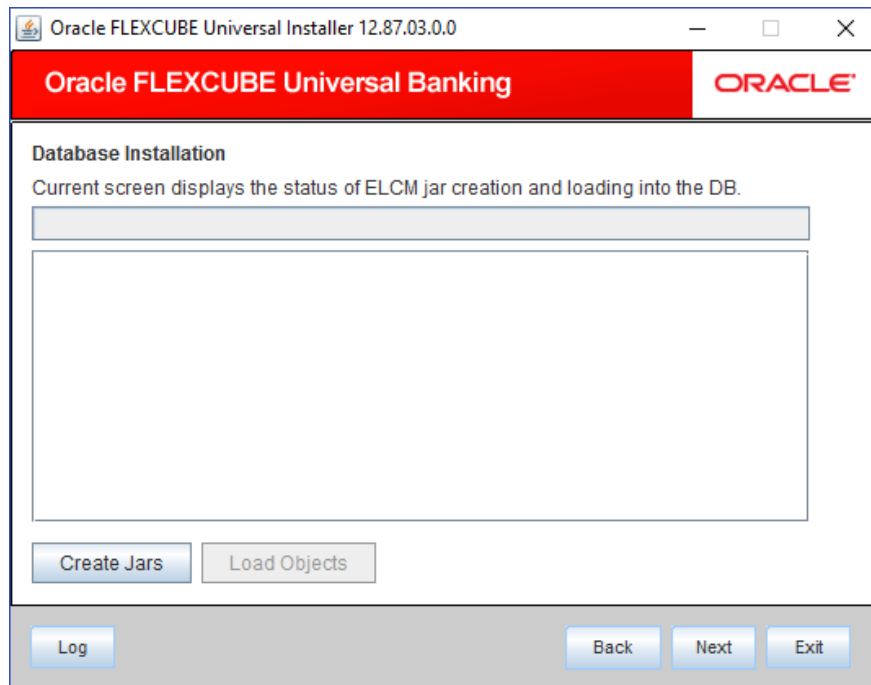 Oracle FLEXCUBE Universal Installer 12.87.03.0.0
Oracle FLEXCUBE Universal Banking
ORACLE
Database Installation
Current screen displays the status of ELCM jar creation and loading into the DB.
Create Jars Load Objects
Log Back Next Exit